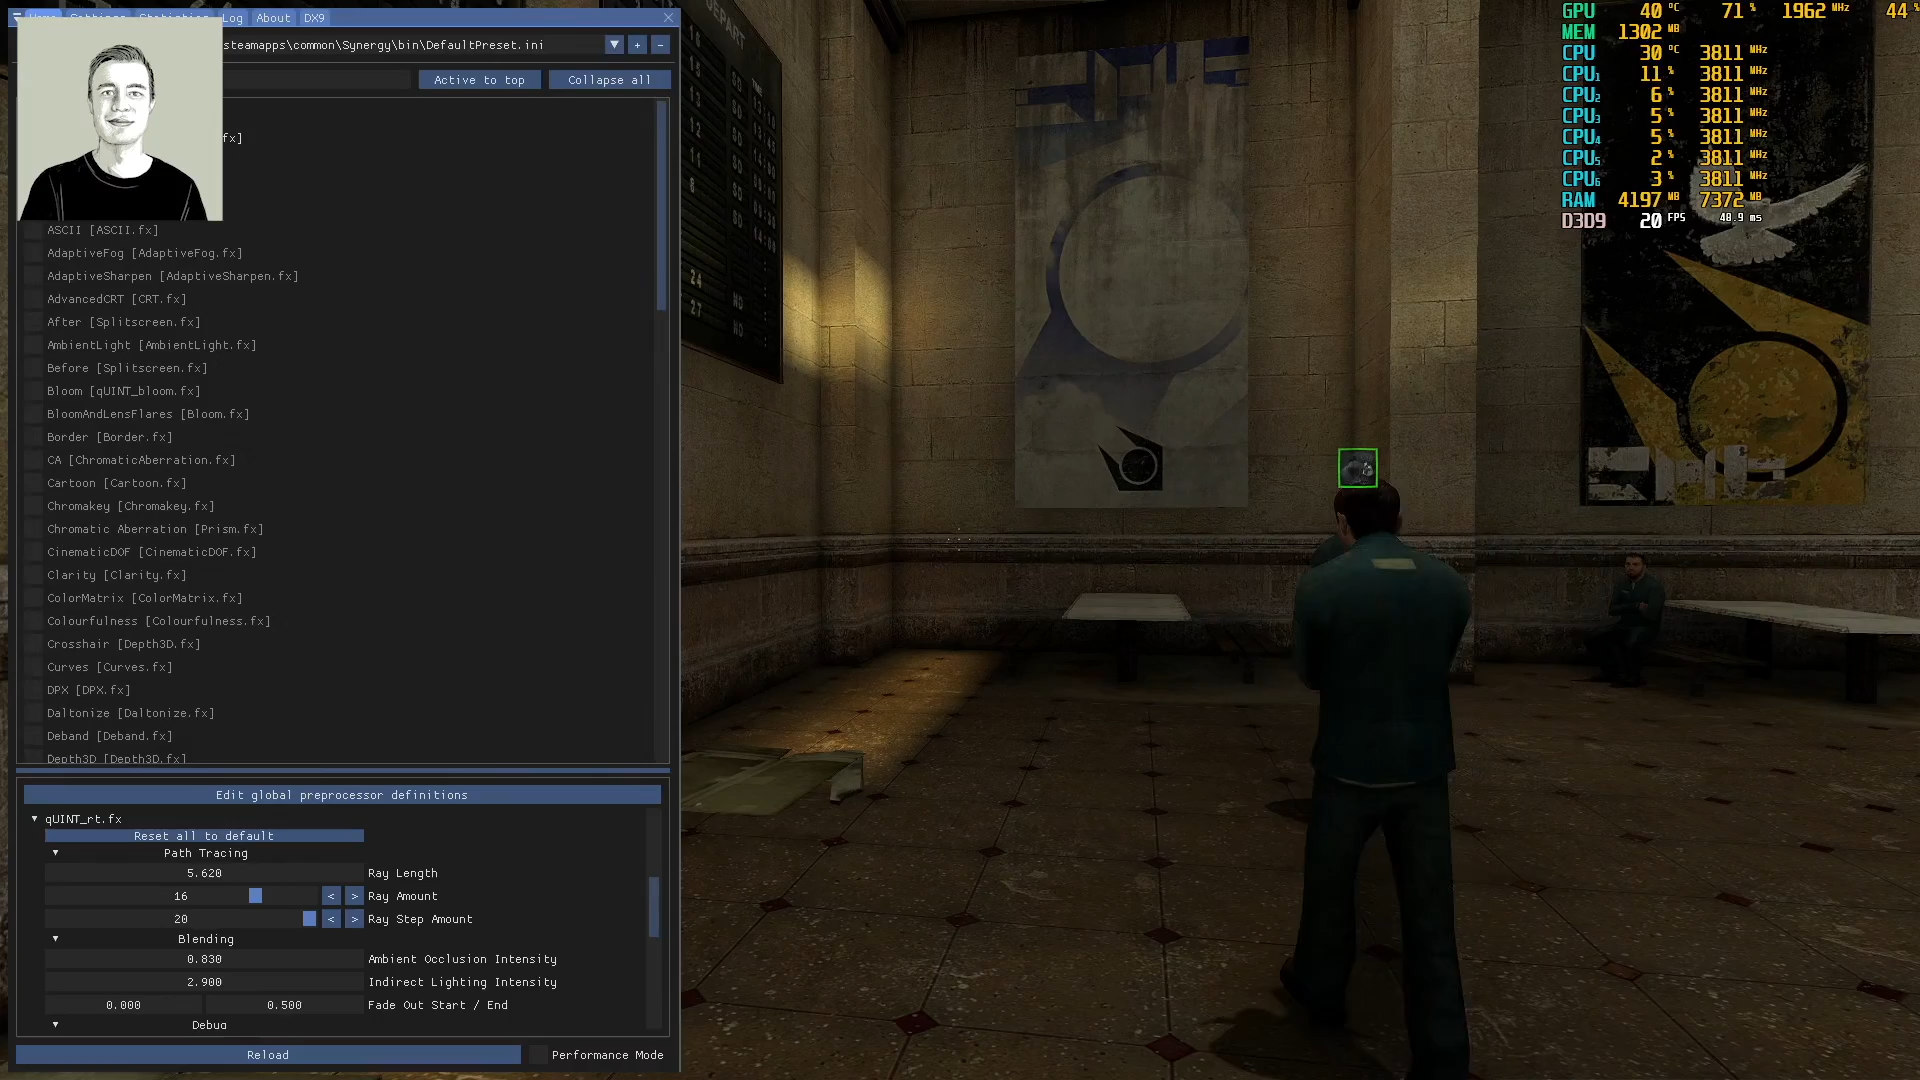 Home Settings Statistics Log About DX9
steamapps\common\Synergy\bin\DefaultPreset.ini
+ -
Active to top Collapse all
fx]
ASCII [ASCII.fx]
AdaptiveFog [AdaptiveFog.fx]
AdaptiveSharpen [AdaptiveSharpen.fx]
AdvancedCRT [CRT.fx]
After [Splitscreen.fx]
AmbientLight [AmbientLight.fx]
Before [Splitscreen.fx]
Bloom [qUINT_bloom.fx]
BloomAndLensFlares [Bloom.fx]
Border [Border.fx]
CA [ChromaticAberration.fx]
Cartoon [Cartoon.fx]
Chromakey [Chromakey.fx]
Chromatic Aberration [Prism.fx]
CinematicDOF [CinematicDOF.fx]
Clarity [Clarity.fx]
ColorMatrix [ColorMatrix.fx]
Colourfulness [Colourfulness.fx]
Crosshair [Depth3D.fx]
Curves [Curves.fx]
DPX [DPX.fx]
Daltonize [Daltonize.fx]
Deband [Deband.fx]
Depth3D [Depth3D.fx]
Edit global preprocessor definitions
qUINT_rt.fx
Reset all to default
Path Tracing
5.620 Ray Length
16 < > Ray Amount
20 < > Ray Step Amount
Blending
0.830 Ambient Occlusion Intensity
2.900 Indirect Lighting Intensity
0.000 0.500 Fade Out Start / End
Debug
Reload Performance Mode
DEPART
TIME
24 ND
27 ND
GPU 40 °C 71 % 1962 MHz 44 %
MEM 1302 MB
CPU 30 °C 3811 MHz
CPU1 11 % 3811 MHz
CPU2 6 % 3811 MHz
CPU3 5 % 3811 MHz
CPU4 5 % 3811 MHz
CPU5 2 % 3811 MHz
CPU6 3 % 3811 MHz
RAM 4197 MB 7372 MB
D3D9 20 FPS 48.9 ms